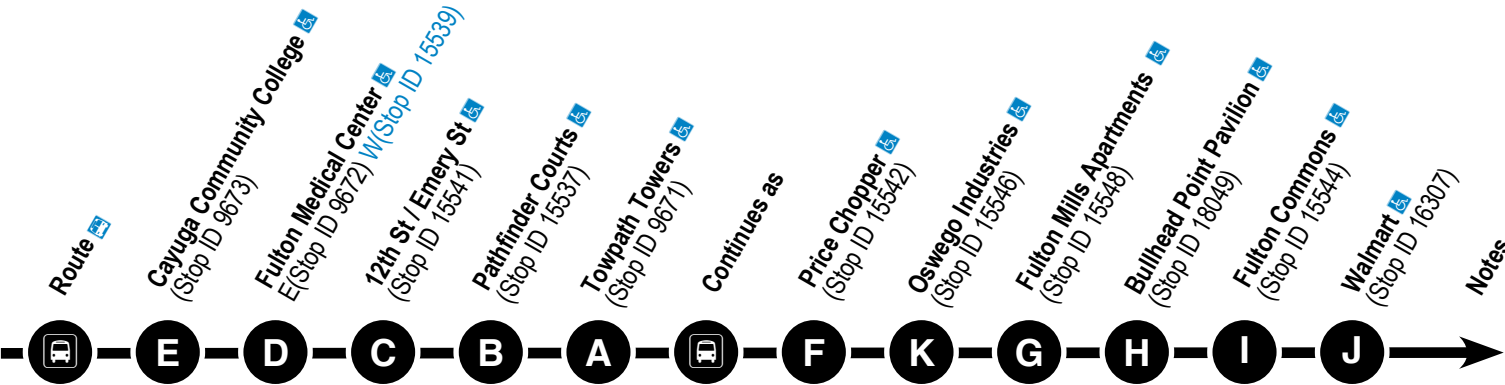 Route
Cayuga Community College
(Stop ID 9673)
Fulton Medical Center
E(Stop ID 9672) W(Stop ID 15539)
12th St / Emery St
(Stop ID 15541)
Pathfinder Courts
(Stop ID 15537)
Towpath Towers
(Stop ID 9671)
Continues as
Price Chopper
(Stop ID 15542)
Oswego Industries
(Stop ID 15546)
Fulton Mills Apartments
(Stop ID 15548)
Bullhead Point Pavilion
(Stop ID 18049)
Fulton Commons
(Stop ID 15544)
Walmart
(Stop ID 16307)
Notes
E D C B A F K G H I J